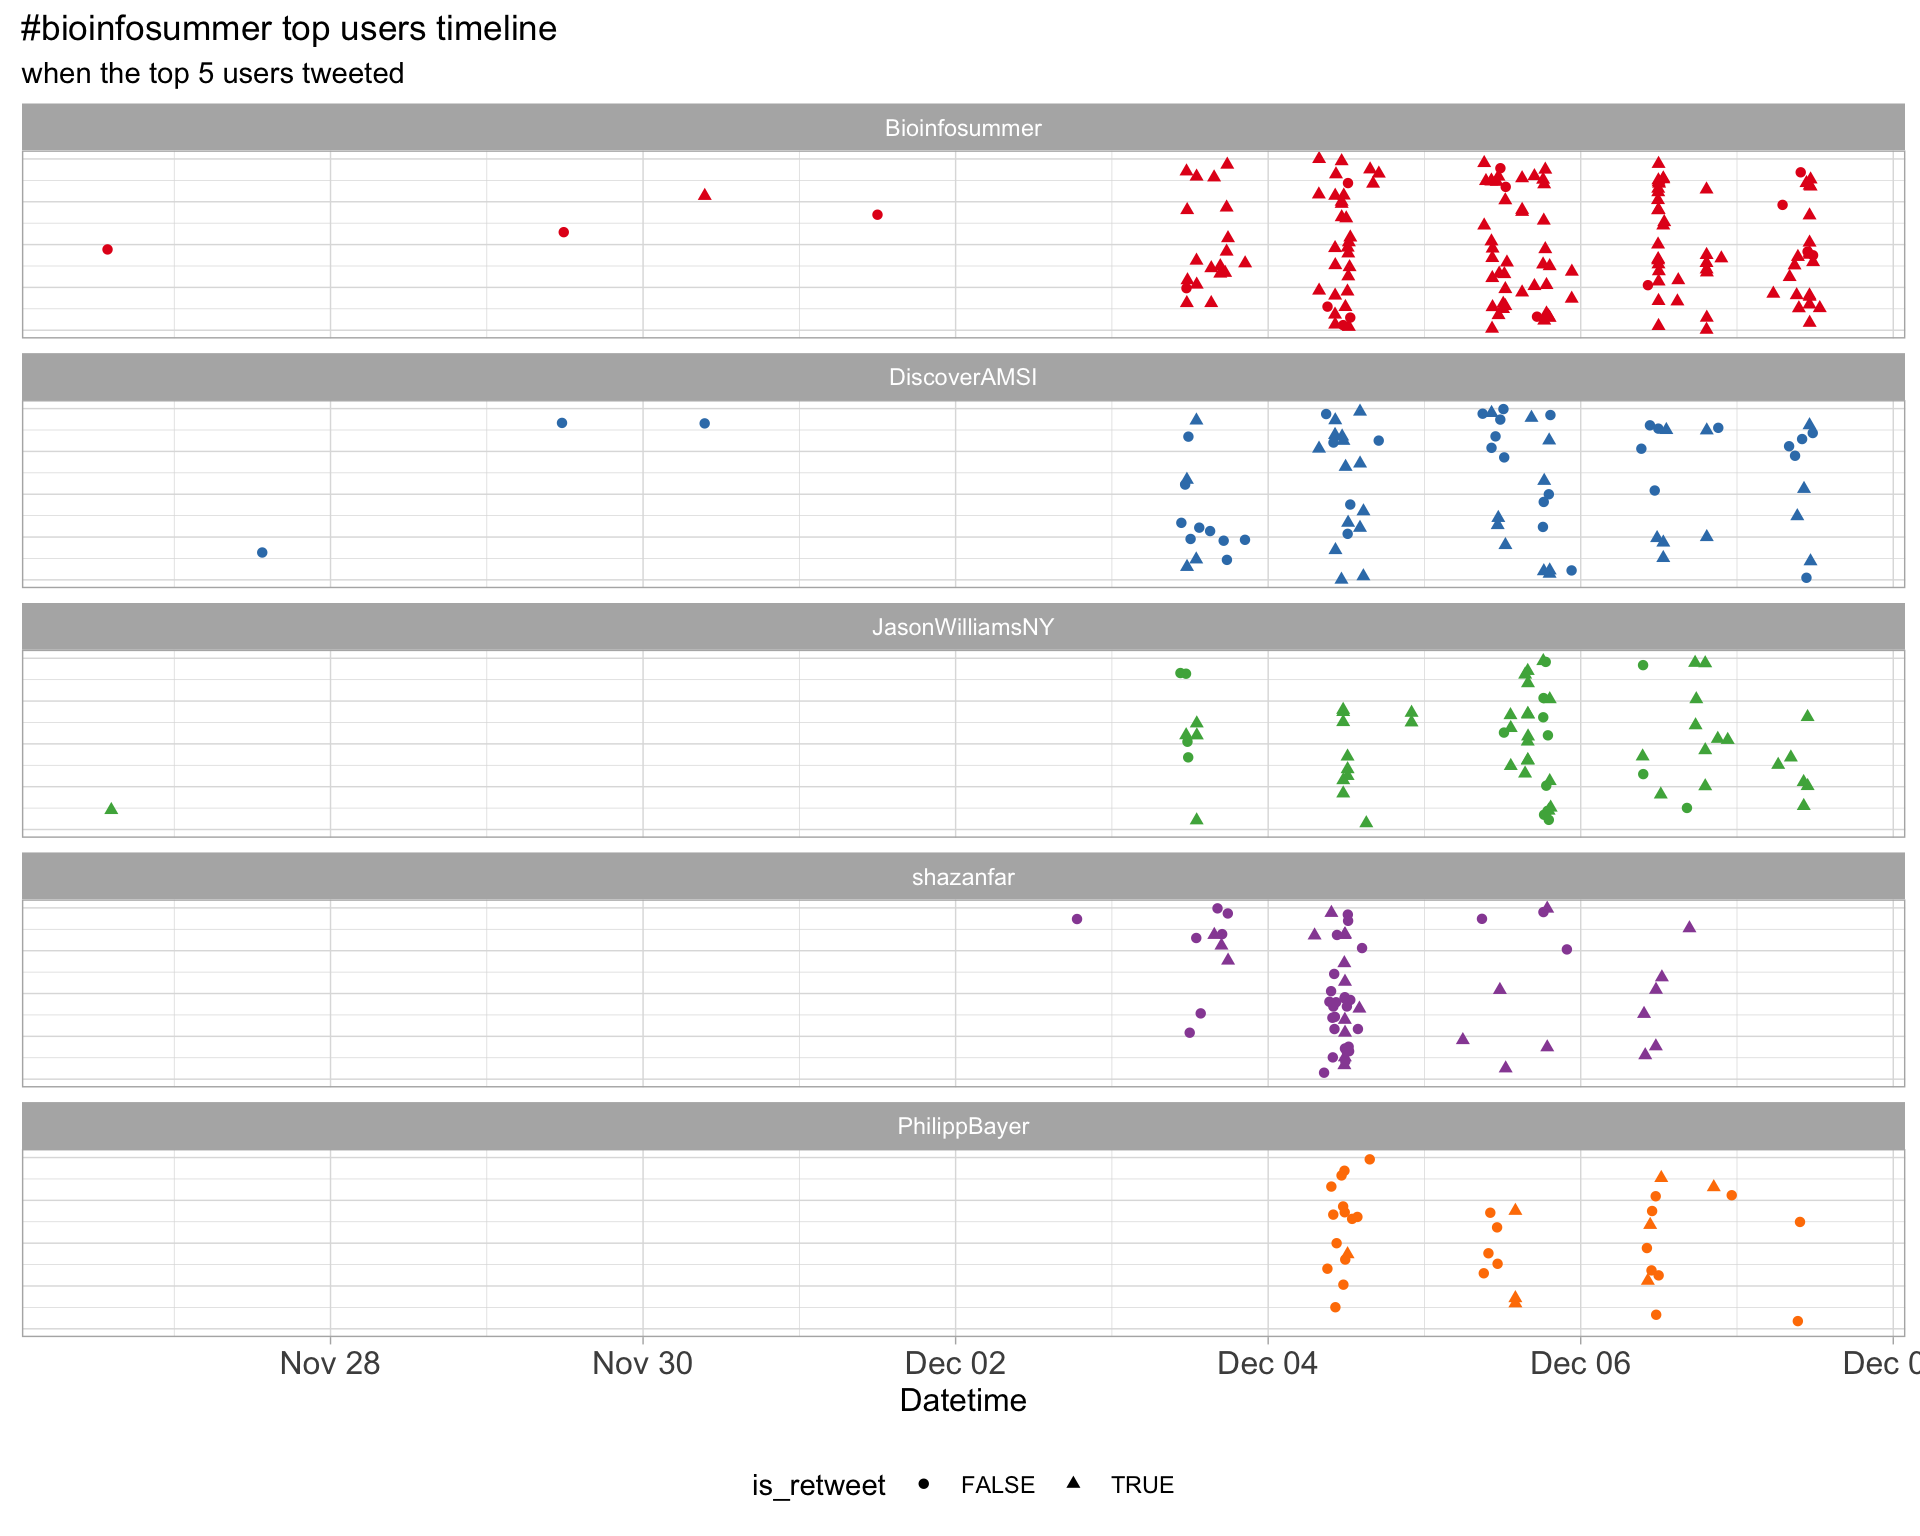 #bioinfosummer top users timeline
when the top 5 users tweeted
Bioinfosummer
DiscoverAMSI
JasonWilliamsNY
shazanfar
PhilippBayer
Nov 28 Nov 30 Dec 02 Dec 04 Dec 06 Dec
Datetime
is_retweet FALSE TRUE